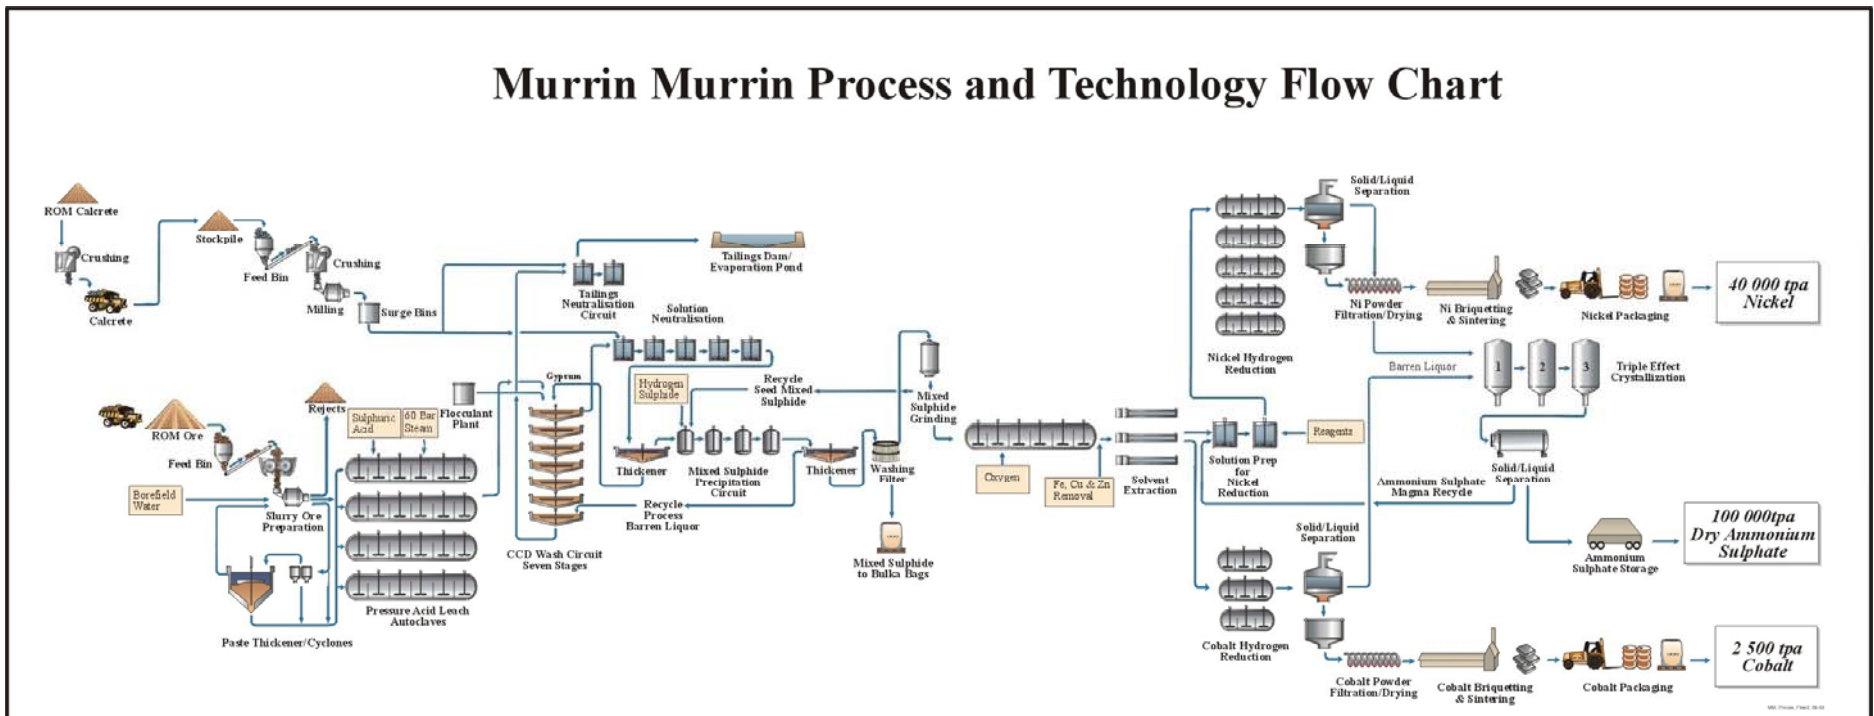 Murrin Murrin Process and Technology Flow Chart
ROM Calcrete
Crushing
Calcrete
Stockpile
Feed Bin
Crushing
Milling
Surge Bins
Tailings
Neutralisation
Circuit
Tailings Dam/
Evaporation Pond
Solution
Neutralisation
ROM Ore
Feed Bin
Rejects
Borefield
Water
Slurry Ore
Preparation
Paste Thickener/Cyclones
Sulphuric
Acid
60 Bar
Steam
Pressure Acid Leach
Autoclaves
Flocculant
Plant
Gypsum
CCD Wash Circuit
Seven Stages
Hydrogen
Sulphide
Recycle
Seed Mixed
Sulphide
Thickener
Mixed Sulphide
Precipitation
Circuit
Thickener
Recycle
Process
Barren Liquor
Washing
Filter
Mixed Sulphide
to Bulka Bags
Mixed
Sulphide
Grinding
Oxygen
Fe, Cu & Zn
Removal
Solvent
Extraction
Solution Prep
for
Nickel
Reduction
Reagents
Nickel Hydrogen
Reduction
Solid/Liquid
Separation
Ni Powder
Filtration/Drying
Ni Briquetting
& Sintering
Nickel Packaging
40 000 tpa
Nickel
Barren Liquor
1
2
3
Triple Effect
Crystallization
Solid/Liquid
Separation
Ammonium Sulphate
Magma Recycle
Ammonium
Sulphate Storage
100 000tpa
Dry Ammonium
Sulphate
Solid/Liquid
Separation
Cobalt Hydrogen
Reduction
Cobalt Powder
Filtration/Drying
Cobalt Briquetting
& Sintering
Cobalt Packaging
2 500 tpa
Cobalt